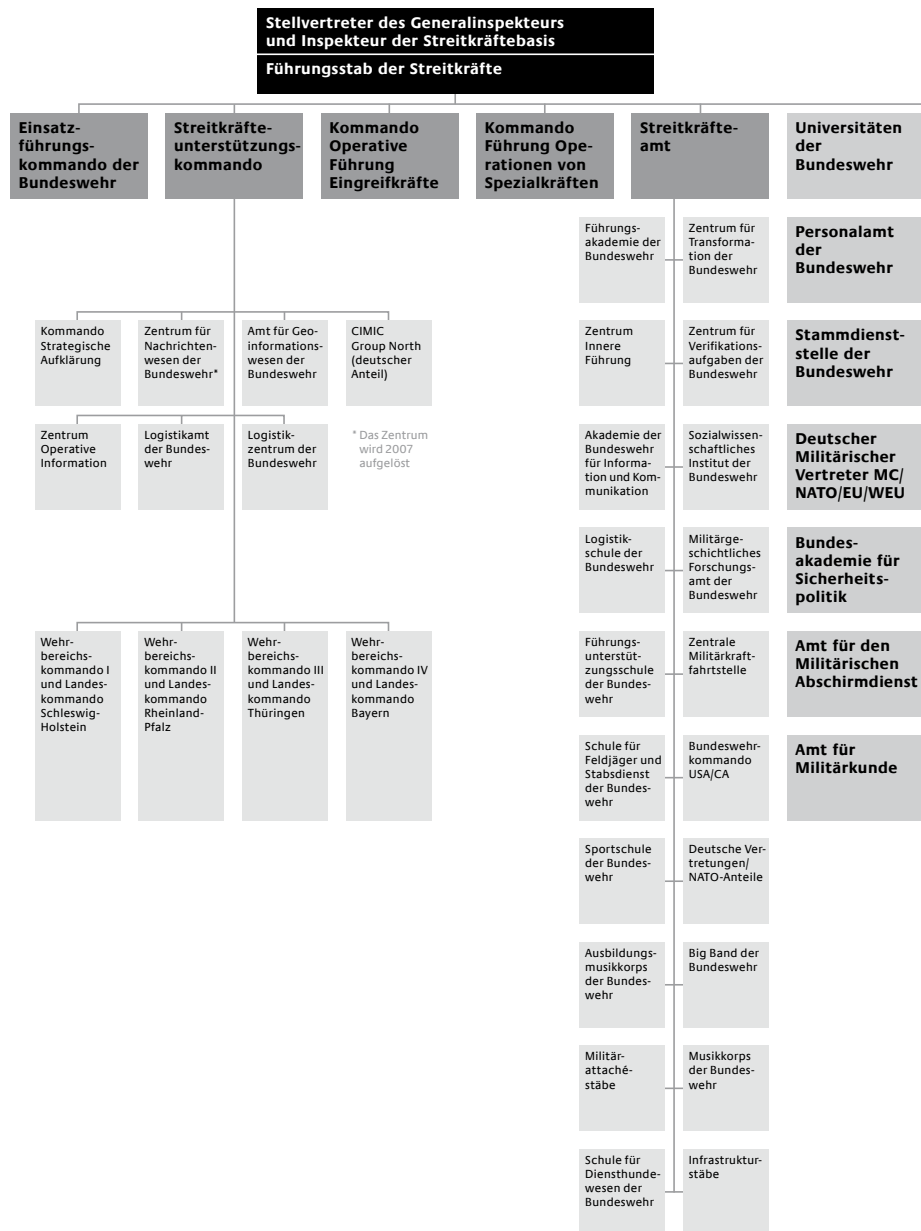 Stellvertreter des Generalinspekteurs
und Inspekteur der Streitkräftebasis
Führungsstab der Streitkräfte
Einsatz-
führungs-
kommando der
Bundeswehr
Streitkräfte-
unterstützungs-
kommando
Kommando
Operative
Führung
Eingreifkräfte
Kommando
Führung Ope-
rationen von
Spezialkräften
Streitkräfte-
amt
Universitäten
der
Bundeswehr
Führungs-
akademie der
Bundeswehr
Zentrum für
Transforma-
tion der
Bundeswehr
Personalamt
der
Bundeswehr
Kommando
Strategische
Aufklärung
Zentrum für
Nachrichten-
wesen der
Bundeswehr*
Amt für Geo-
informations-
wesen der
Bundeswehr
CIMIC
Group North
(deutscher
Anteil)
Zentrum
Innere
Führung
Zentrum für
Verifikations-
aufgaben der
Bundeswehr
Stammdienst-
stelle der
Bundeswehr
Zentrum
Operative
Information
Logistikamt
der Bundes-
wehr
Logistik-
zentrum der
Bundeswehr
* Das Zentrum
wird 2007
aufgelöst
Akademie der
Bundeswehr
für Informa-
tion und Kom-
munikation
Sozialwissen-
schaftliches
Institut der
Bundeswehr
Deutscher
Militärischer
Vertreter MC/
NATO/EU/WEU
Logistik-
schule der
Bundeswehr
Militärge-
schichtliches
Forschungs-
amt der
Bundeswehr
Bundes-
akademie für
Sicherheits-
politik
Wehr-
bereichs-
kommando I
und Landes-
kommando
Schleswig-
Holstein
Wehr-
bereichs-
kommando II
und Landes-
kommando
Rheinland-
Pfalz
Wehr-
bereichs-
kommando III
und Landes-
kommando
Thüringen
Wehr-
bereichs-
kommando IV
und Landes-
kommando
Bayern
Führungs-
unterstüt-
zungsschule
der Bundes-
wehr
Zentrale
Militärkraft-
fahrtstelle
Amt für den
Militärischen
Abschirmdienst
Schule für
Feldjäger und
Stabsdienst
der Bundes-
wehr
Bundeswehr-
kommando
USA/CA
Amt für
Militärkunde
Sportschule
der Bundes-
wehr
Deutsche Ver-
tretungen/
NATO-Anteile
Ausbildungs-
musikkorps
der Bundes-
wehr
Big Band der
Bundeswehr
Militär-
attaché-
stäbe
Musikkorps
der Bundes-
wehr
Schule für
Diensthunde-
wesen der
Bundeswehr
Infrastruktur-
stäbe